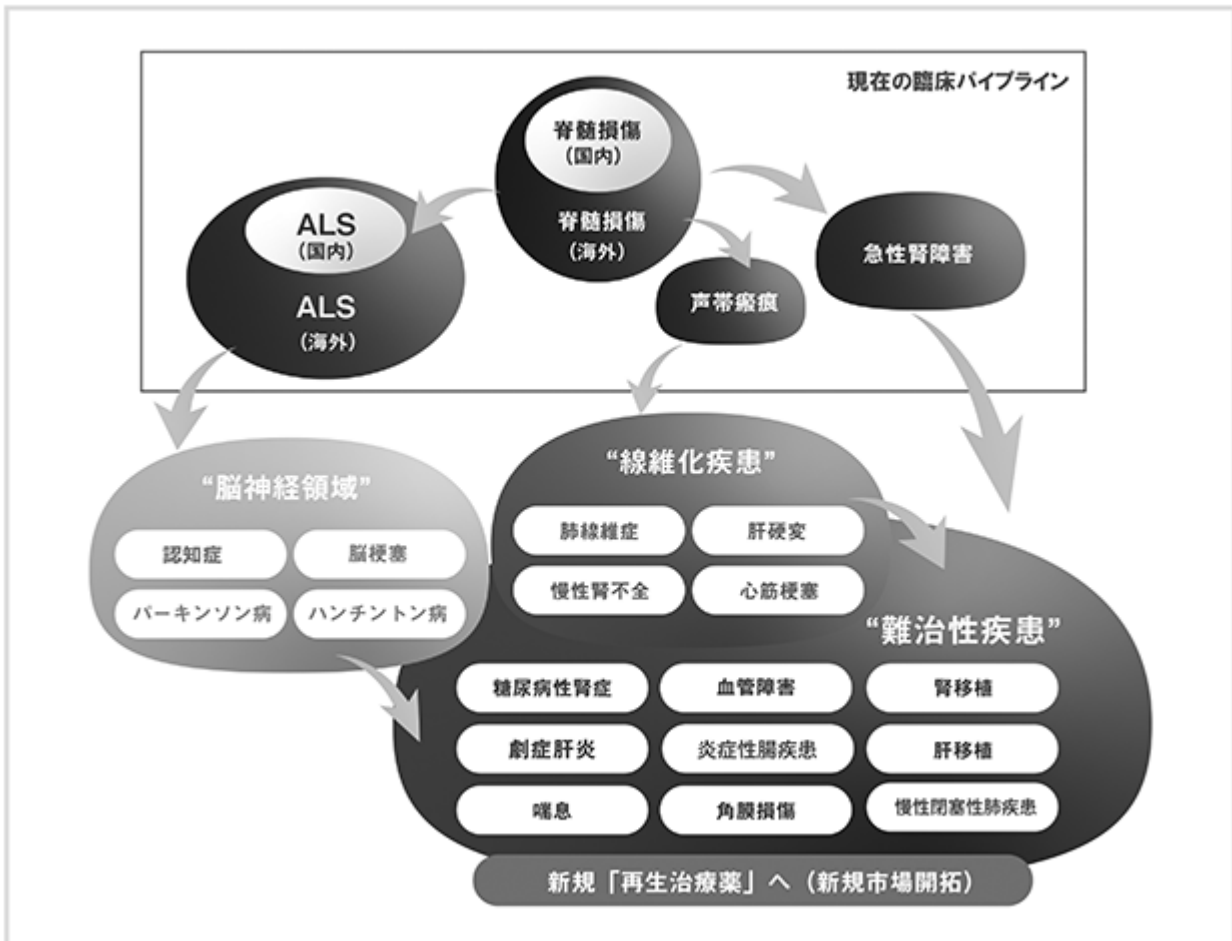 現在の臨床パイプライン
脊髄損傷
（国内）
脊髄損傷
（海外）
ALS
（国内）
ALS
（海外）
声帯瘢痕
急性腎障害
“脳神経領域”
認知症
脳梗塞
パーキンソン病
ハンチントン病
“線維化疾患”
肺線維症
肝硬変
慢性腎不全
心筋梗塞
“難治性疾患”
糖尿病性腎症
血管障害
腎移植
劇症肝炎
炎症性腸疾患
肝移植
喘息
角膜損傷
慢性閉塞性肺疾患
新規「再生治療薬」へ（新規市場開拓）